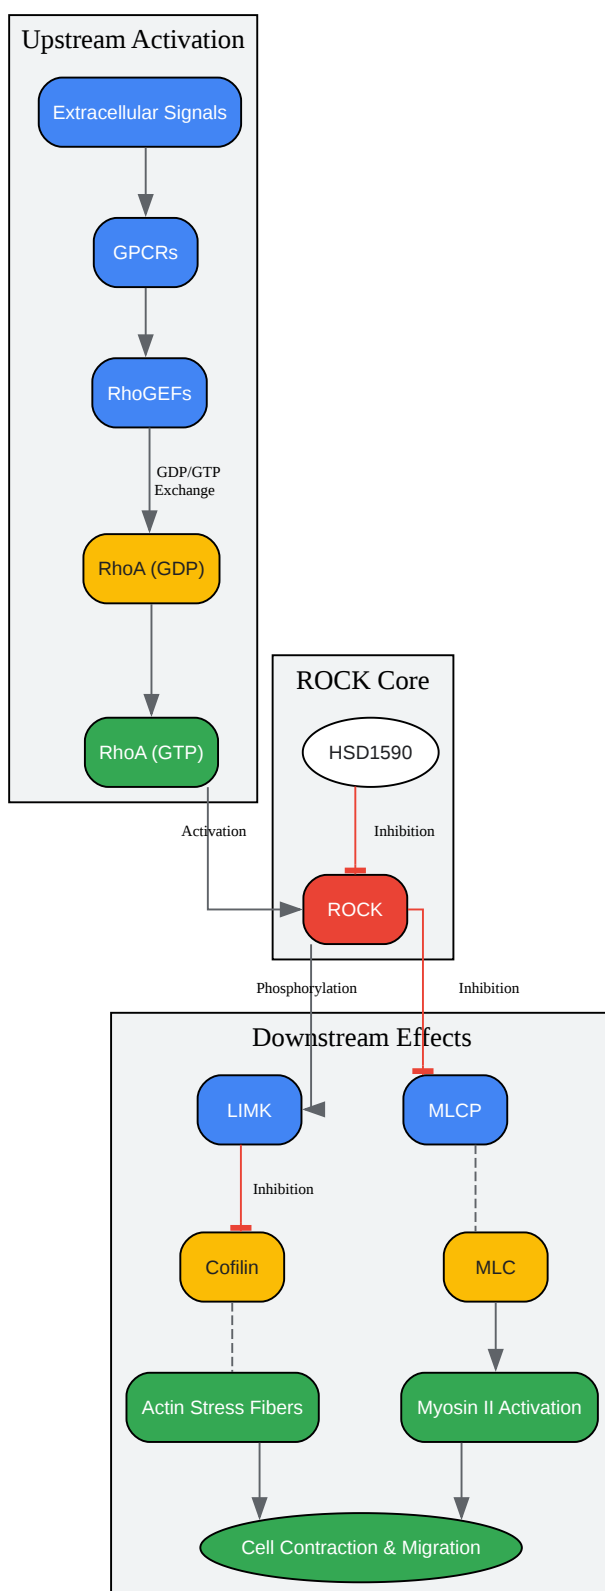 Upstream Activation
Extracellular Signals
GPCRs
RhoGEFs
GDP/GTP
Exchange
RhoA (GDP)
RhoA (GTP)
Activation
ROCK Core
HSD1590
Inhibition
ROCK
Phosphorylation
Inhibition
Downstream Effects
LIMK
MLCP
Inhibition
Cofilin
MLC
Actin Stress Fibers
Myosin II Activation
Cell Contraction & Migration